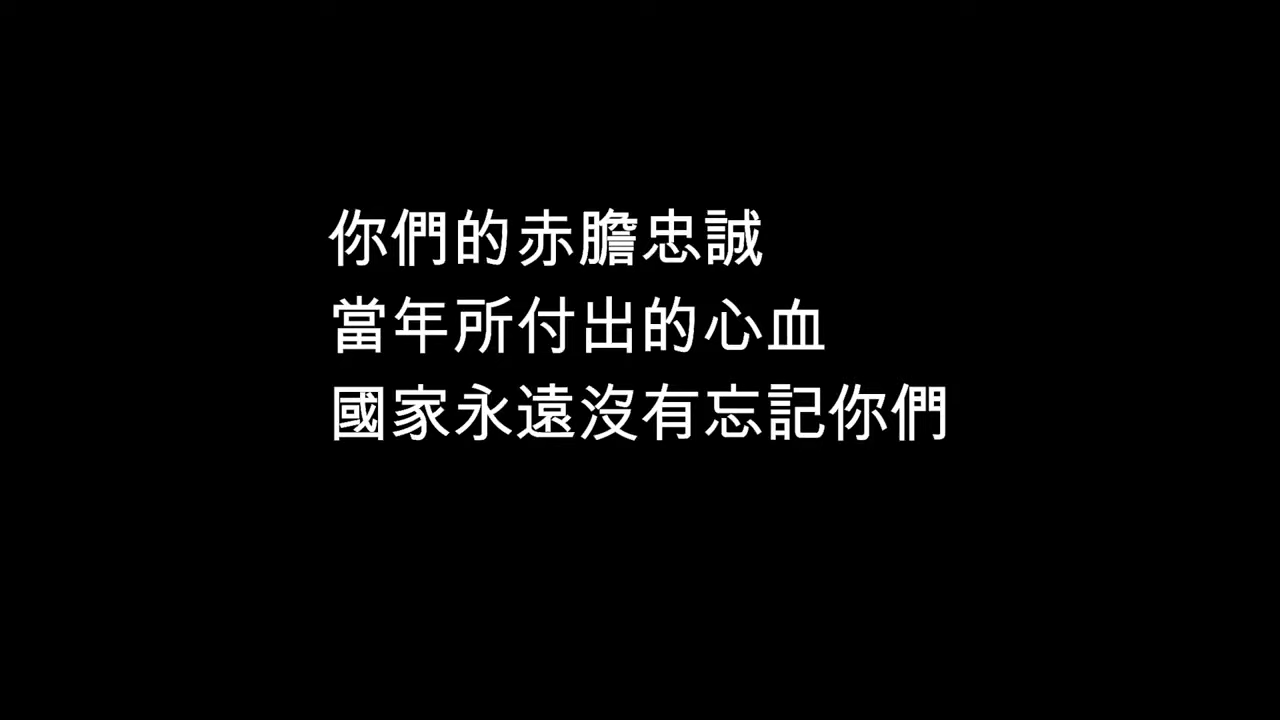 你們的赤膽忠誠
當年所付出的心血
國家永遠沒有忘記你們